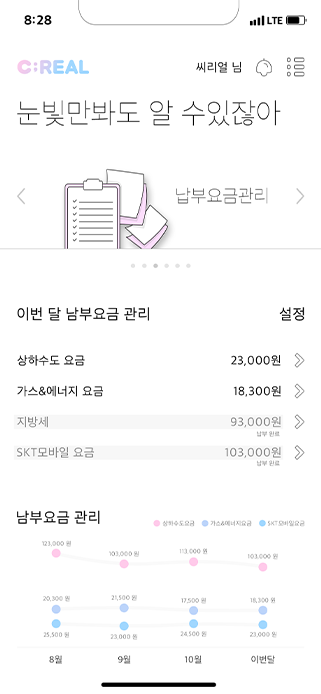 8:28
LTE
C:REAL
씨리얼 님
눈빛만봐도 알 수있잖아
납부요금관리
이번 달 남부요금 관리
설정
상하수도 요금
23,000원
가스&에너지 요금
18,300원
지방세
93,000원
납부 완료
SKT모바일 요금
103,000원
납부 완료
남부요금 관리
상하수도요금
가스&에너지요금
SKT모바일요금
123,000 원
103,000 원
113,000 원
103,000 원
20,300 원
21,500 원
17,500 원
18,300 원
25,500 원
23,000 원
24,500 원
23,000 원
8월
9월
10월
이번달